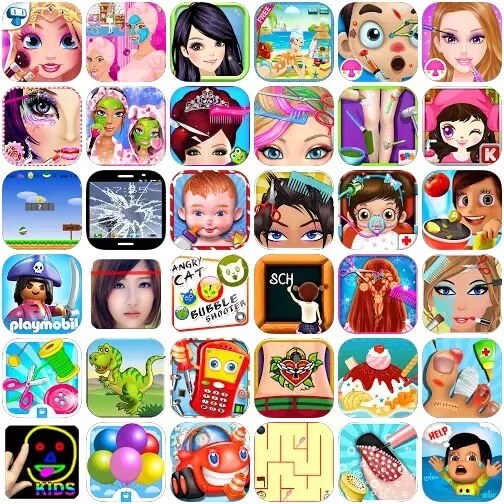 FREE
K
playmobil
ANGRY
CAT
BUBBLE
SHOOTER
SCH
KIDS
HELP